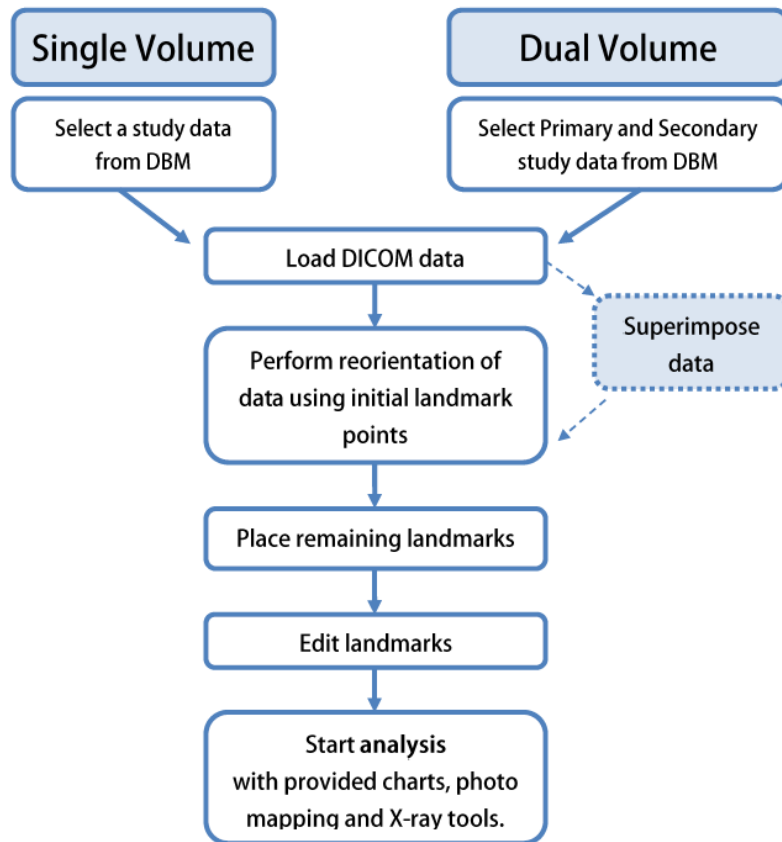 Single Volume
Dual Volume
Select a study data
from DBM
Select Primary and Secondary
study data from DBM
Load DICOM data
Superimpose
data
Perform reorientation of
data using initial landmark
points
Place remaining landmarks
Edit landmarks
Start analysis
with provided charts, photo
mapping and X-ray tools.